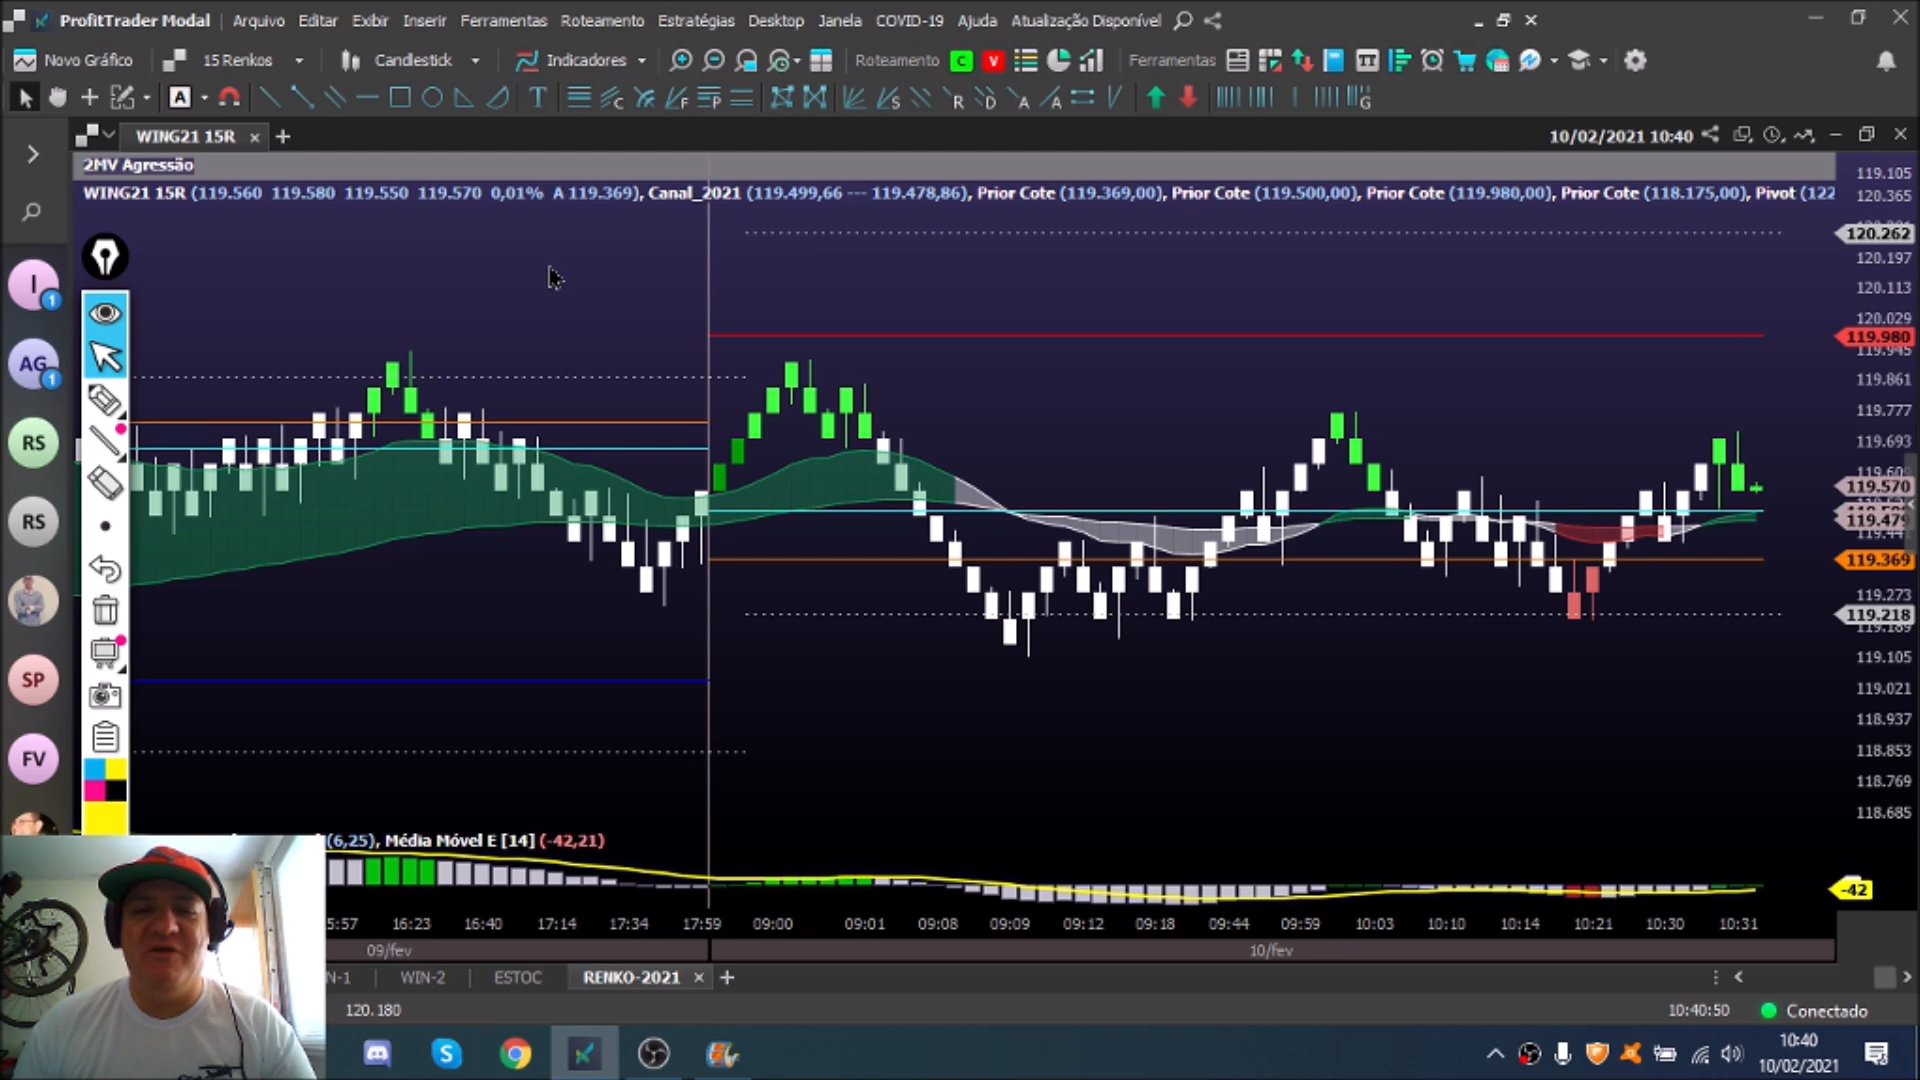 ProfitTrader Modal Arquivo Editar Exibir Inserir Ferramentas Roteamento Estratégias Desktop Janela COVID-19 Ajuda Atualização Disponível
Novo Gráfico 15 Renkos Candlestick Indicadores Roteamento C V Ferramentas
WING21 15R
10/02/2021 10:40
2MV Agressão
WING21 15R (119.560 119.580 119.550 119.570 0,01% A 119.369), Canal_2021 (119.499,66 --- 119.478,86), Prior Cote (119.369,00), Prior Cote (119.500,00), Prior Cote (119.980,00), Prior Cote (118.175,00), Pivot (122
119.105
120.365
120.262
120.197
120.113
120.029
119.980
119.945
119.861
119.777
119.693
119.609
119.570
119.479
119.369
119.273
119.218
119.189
119.105
119.021
118.937
118.853
118.769
118.685
I 1
AG 1
RS
RS
SP
FV
(6,25), Média Móvel E [14] (-42,21)
-42
5:57 16:23 16:40 17:14 17:34 17:59 09:00 09:01 09:08 09:09 09:12 09:18 09:44 09:59 10:03 10:10 10:14 10:21 10:30 10:31
09/fev 10/fev
N-1 WIN-2 ESTOC RENKO-2021
120.180
10:40:50 Conectado
10:40
10/02/2021